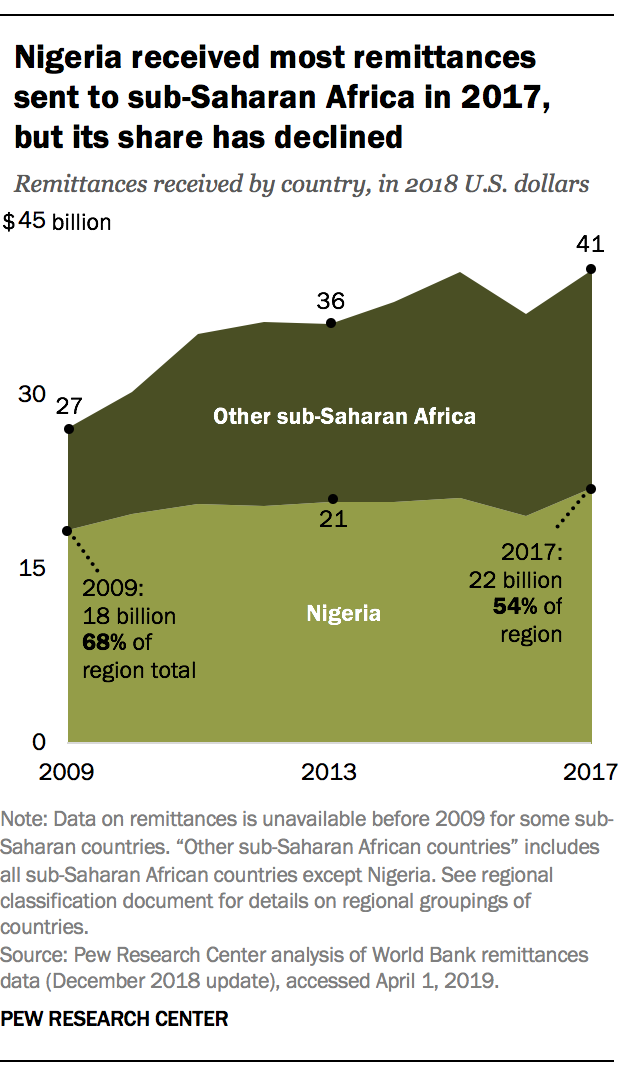 Nigeria received most remittances
sent to sub-Saharan Africa in 2017,
but its share has declined
Remittances received by country, in 2018 U.S. dollars
$45 billion
41
36
30
27
Other sub-Saharan Africa
21
15
2009:
18 billion
68% of
region total
Nigeria
2017:
22 billion
54% of
region
0
2009
2013
2017
Note: Data on remittances is unavailable before 2009 for some sub-
Saharan countries. “Other sub-Saharan African countries” includes
all sub-Saharan African countries except Nigeria. See regional
classification document for details on regional groupings of
countries.
Source: Pew Research Center analysis of World Bank remittances
data (December 2018 update), accessed April 1, 2019.
PEW RESEARCH CENTER